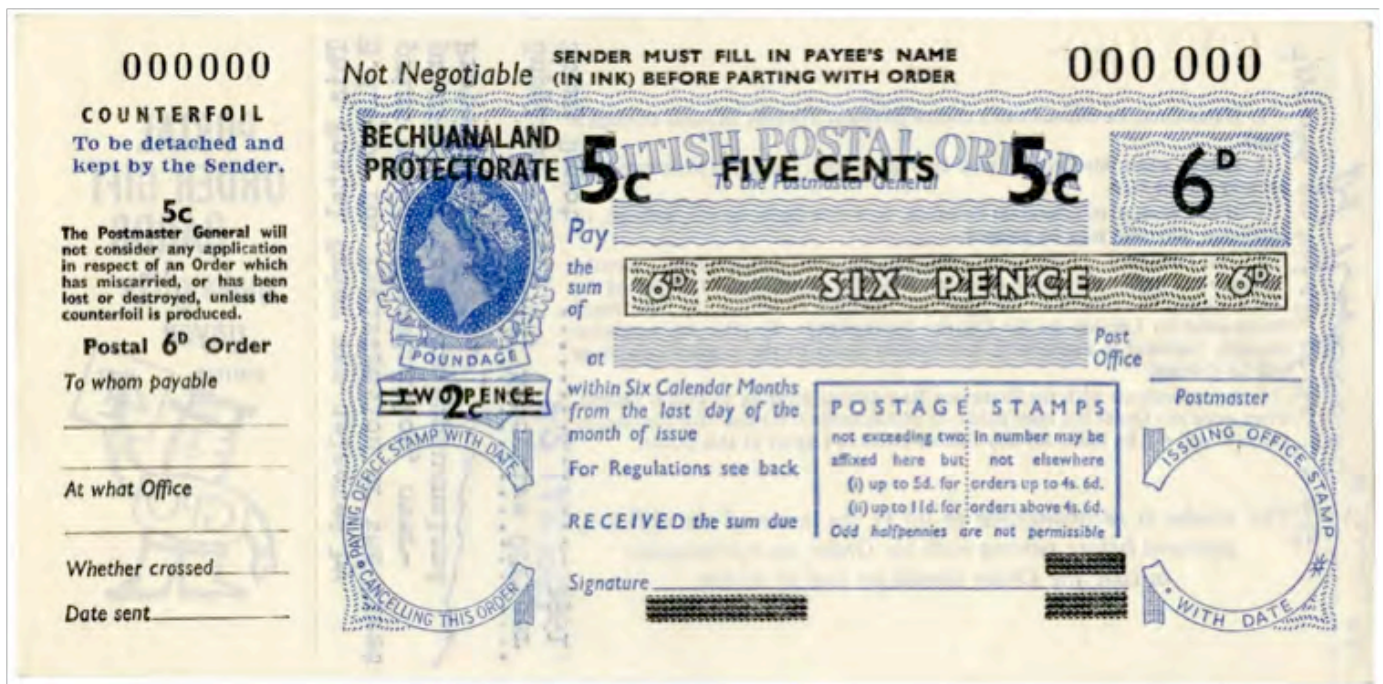 000000
COUNTERFOIL
To be detached and
kept by the Sender.
5c
The Postmaster General will
not consider any application
in respect of an Order which
has miscarried, or has been
lost or destroyed, unless the
counterfoil is produced.
Postal 6D Order
To whom payable
At what Office
Whether crossed
Date sent
Not Negotiable
SENDER MUST FILL IN PAYEE'S NAME
(IN INK) BEFORE PARTING WITH ORDER
000 000
BECHUANALAND
PROTECTORATE
BRITISH POSTAL ORDER
5c FIVE CENTS 5c
6D
To the Postmaster General
Pay
the
sum
of
6D SIX PENCE 6D
at
Post
Office
POUNDAGE
TWO PENCE
2c
within Six Calendar Months
from the last day of the
month of issue
For Regulations see back
RECEIVED the sum due
Signature
POSTAGE STAMPS
not exceeding two in number may be
affixed here but not elsewhere
(i) up to 5d. for orders up to 4s. 6d.
(ii) up to 11d. for orders above 4s. 6d.
Odd halfpennies are not permissible
Postmaster
PAYING OFFICE STAMP WITH DATE
CANCELLING THIS ORDER
ISSUING OFFICE STAMP
WITH DATE